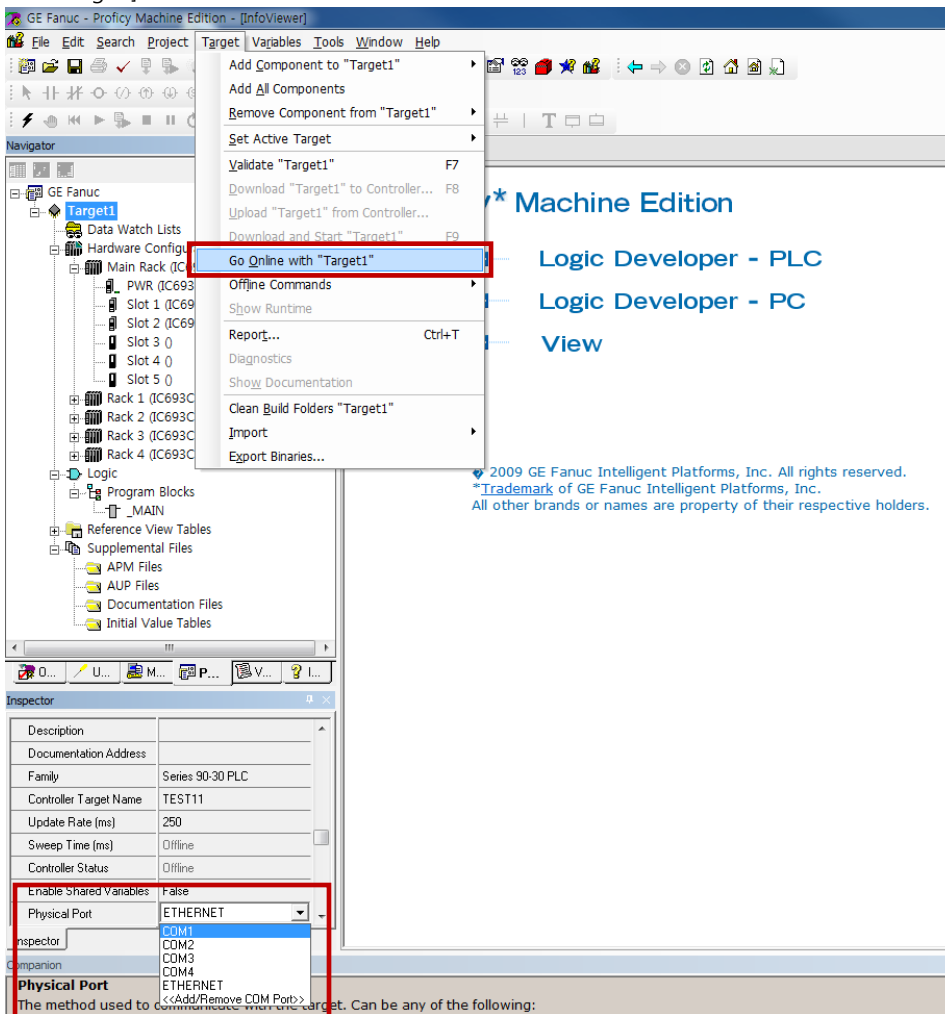 GE Fanuc - Proficy Machine Edition - [InfoViewer]
File Edit Search Project Target Variables Tools Window Help
Add Component to "Target1"
Add All Components
Remove Component from "Target1"
Set Active Target
Validate "Target1" F7
Download "Target1" to Controller... F8
Upload "Target1" from Controller...
Download and Start "Target1" F9
Go Online with "Target1"
Offline Commands
Show Runtime
Report... Ctrl+T
Diagnostics
Show Documentation
Clean Build Folders "Target1"
Import
Export Binaries...
Navigator
GE Fanuc
Target1
Data Watch Lists
Hardware Configu
Main Rack (IC6
PWR (IC693
Slot 1 (IC69
Slot 2 (IC69
Slot 3 ()
Slot 4 ()
Slot 5 ()
Rack 1 (IC693C
Rack 2 (IC693C
Rack 3 (IC693C
Rack 4 (IC693C
Logic
Program Blocks
_MAIN
Reference View Tables
Supplemental Files
APM Files
AUP Files
Documentation Files
Initial Value Tables
O... U... M... P... V... I...
y* Machine Edition
Logic Developer - PLC
Logic Developer - PC
View
� 2009 GE Fanuc Intelligent Platforms, Inc. All rights reserved.
*Trademark of GE Fanuc Intelligent Platforms, Inc.
All other brands or names are property of their respective holders.
Inspector
Description
Documentation Address
Family Series 90-30 PLC
Controller Target Name TEST11
Update Rate (ms) 250
Sweep Time (ms) Offline
Controller Status Offline
Enable Shared Variables False
Physical Port ETHERNET
COM1
COM2
COM3
COM4
ETHERNET
<<Add/Remove COM Port>>
Inspector
Companion
Physical Port
The method used to communicate with the target. Can be any of the following: